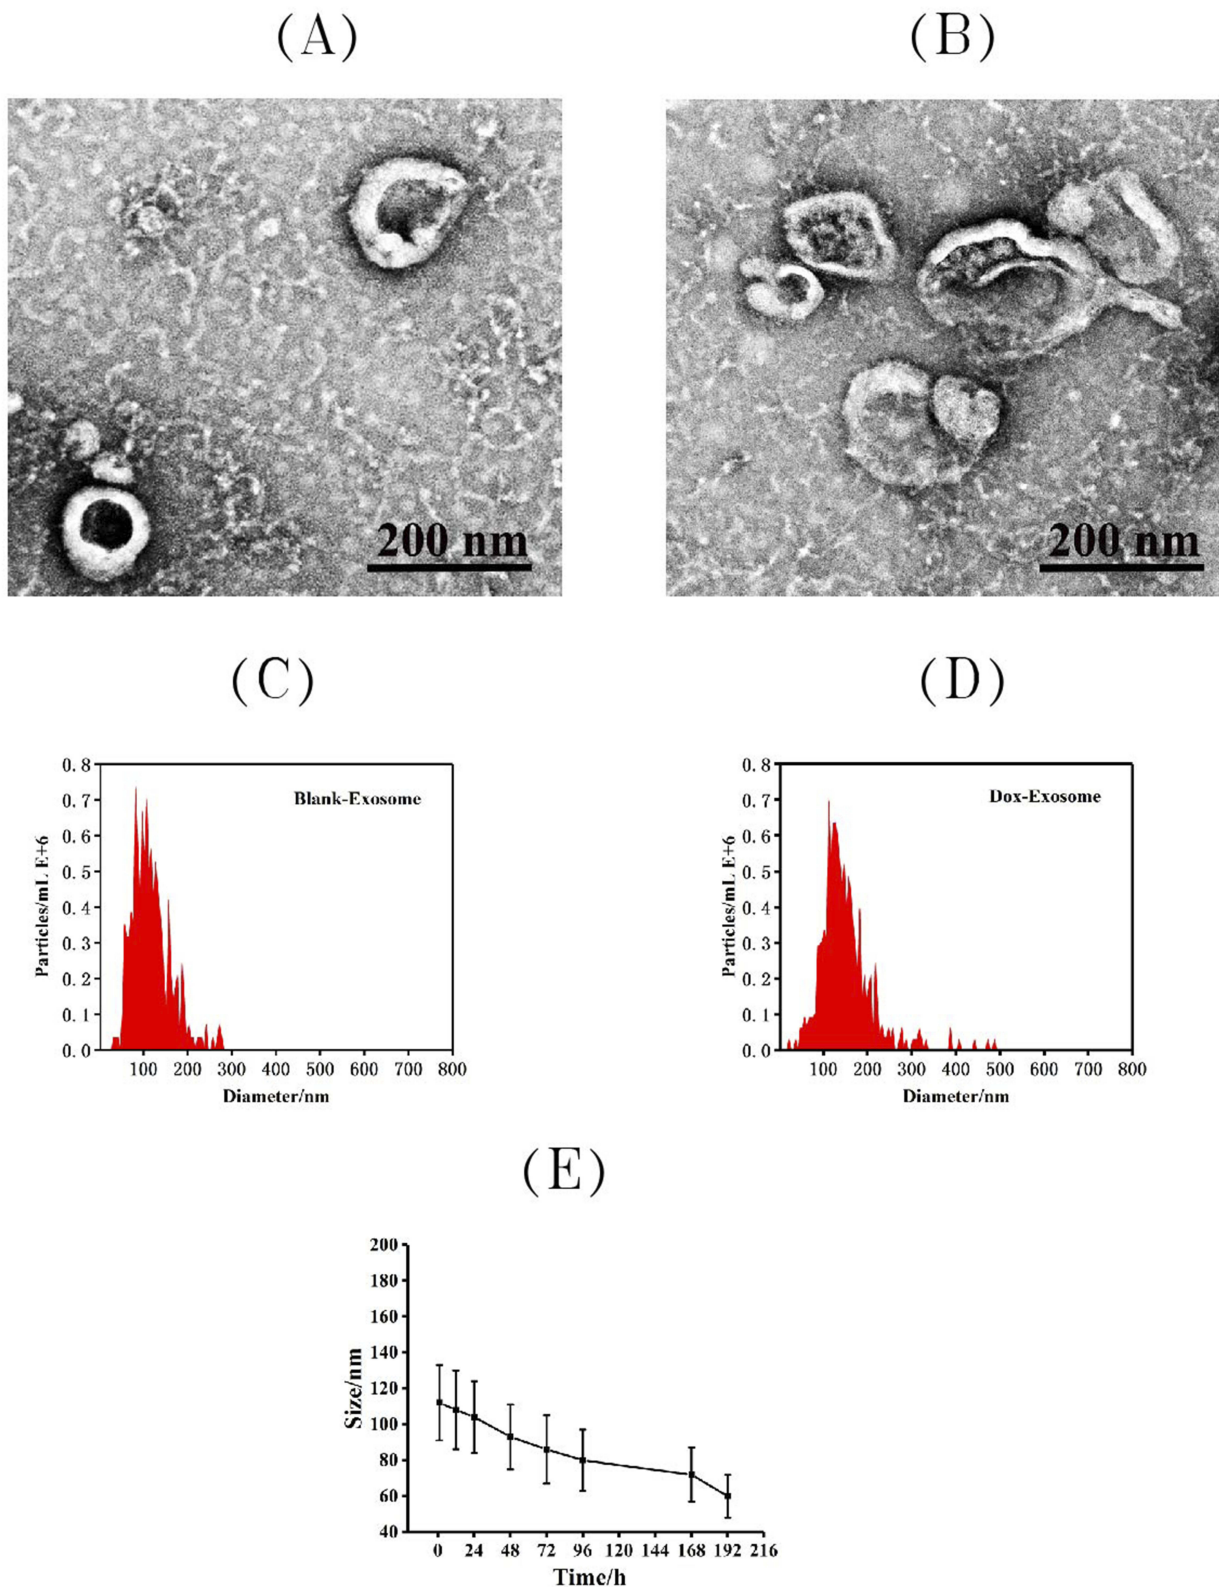 (A)
(B)
200 nm
200 nm
(C)
(D)
0.8
0.7
0.6
0.5
0.4
0.3
0.2
0.1
0.0
Particles/mL E+6
Blank-Exosome
100 200 300 400 500 600 700 800
Diameter/nm
0.8
0.7
0.6
0.5
0.4
0.3
0.2
0.1
0.0
Particles/mL E+6
Dox-Exosome
100 200 300 400 500 600 700 800
Diameter/nm
(E)
200
180
160
140
120
100
80
60
40
Size/nm
0 24 48 72 96 120 144 168 192 216
Time/h